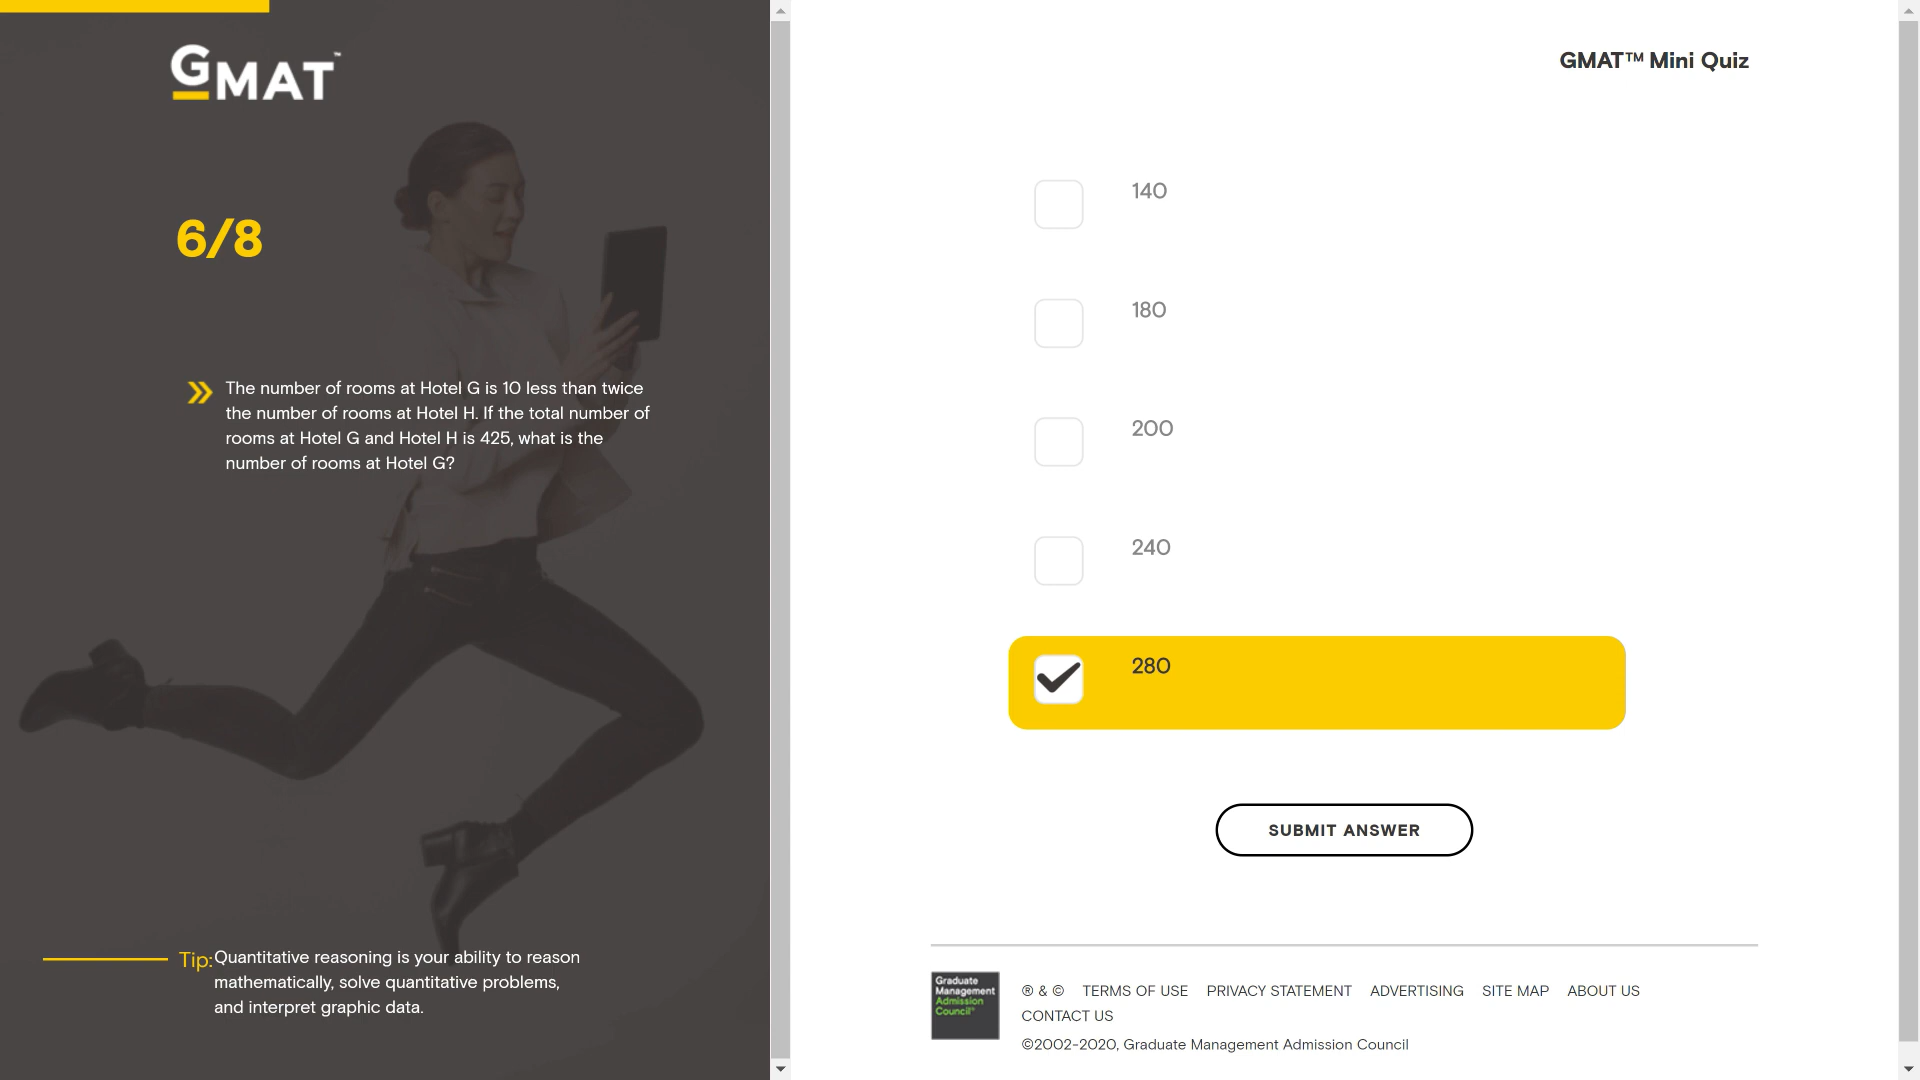 GMAT™
6/8
The number of rooms at Hotel G is 10 less than twice
the number of rooms at Hotel H. If the total number of
rooms at Hotel G and Hotel H is 425, what is the
number of rooms at Hotel G?
Tip:Quantitative reasoning is your ability to reason
mathematically, solve quantitative problems,
and interpret graphic data.
GMAT™ Mini Quiz
140
180
200
240
280
SUBMIT ANSWER
Graduate
Management
Admission
Council®
® & © TERMS OF USE PRIVACY STATEMENT ADVERTISING SITE MAP ABOUT US
CONTACT US
©2002-2020, Graduate Management Admission Council